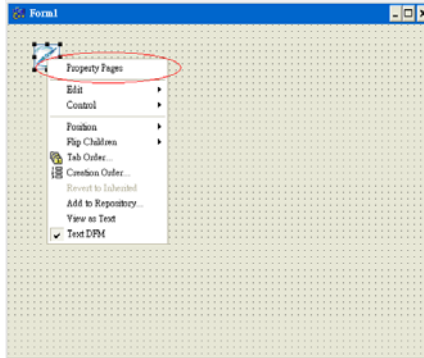 Form1
Property Pages
Edit
Control
Position
Flip Children
Tab Order...
Creation Order...
Revert to Inherited
Add to Repository...
View as Text
Text DFM